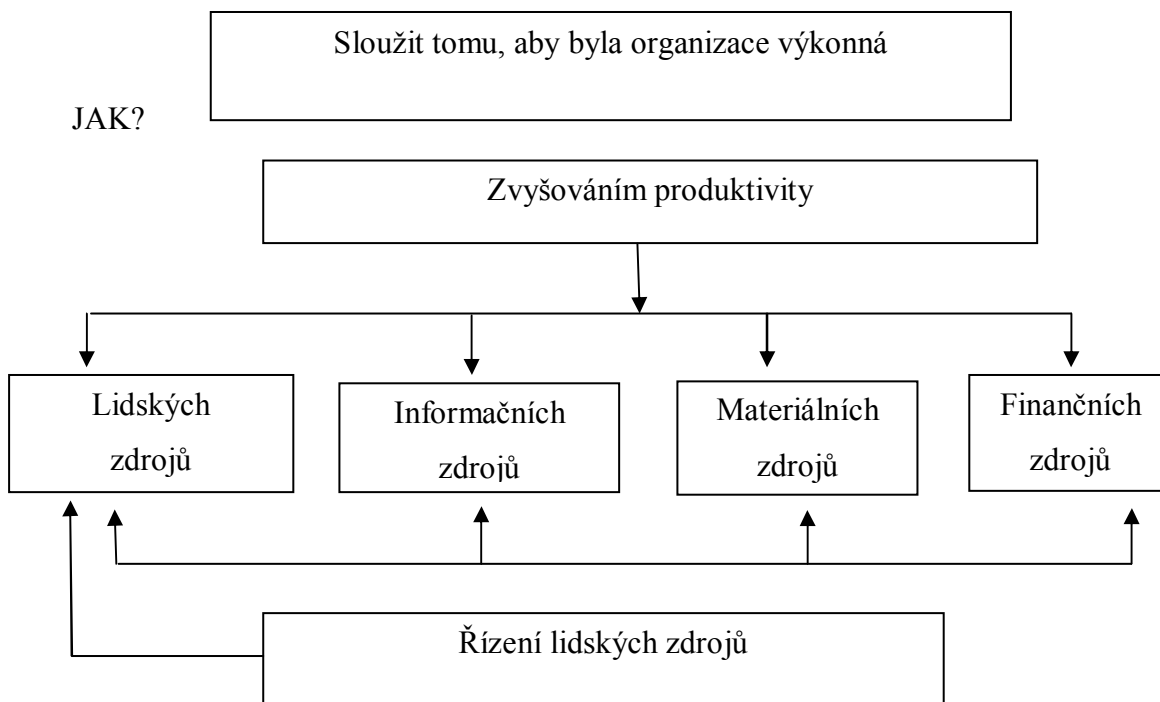 Sloužit tomu, aby byla organizace výkonná
JAK?
Zvyšováním produktivity
Lidských
zdrojů
Informačních
zdrojů
Materiálních
zdrojů
Finančních
zdrojů
Řízení lidských zdrojů